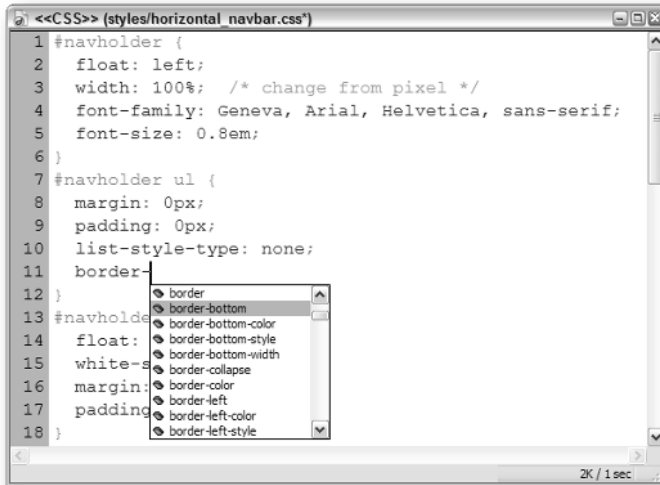 <<CSS>> (styles/horizontal_navbar.css*)
1 #navholder {
2 float: left;
3 width: 100%; /* change from pixel */
4 font-family: Geneva, Arial, Helvetica, sans-serif;
5 font-size: 0.8em;
6 }
7 #navholder ul {
8 margin: 0px;
9 padding: 0px;
10 list-style-type: none;
11 border-
12 }
13 #navholde
14 float:
15 white-s
16 margin:
17 padding
18 }
border
border-bottom
border-bottom-color
border-bottom-style
border-bottom-width
border-collapse
border-color
border-left
border-left-color
border-left-style
2K / 1 sec